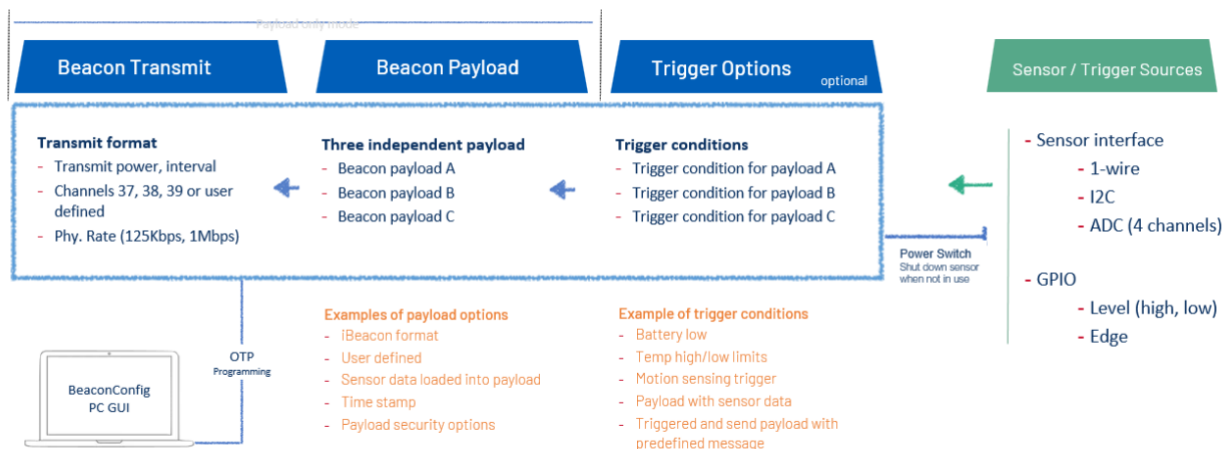 Payload only mode
Beacon Transmit
Beacon Payload
Trigger Options
optional
Sensor / Trigger Sources
Transmit format
- Transmit power, interval
- Channels 37, 38, 39 or user
defined
- Phy. Rate (125Kbps, 1Mbps)
Three independent payload
- Beacon payload A
- Beacon payload B
- Beacon payload C
Trigger conditions
- Trigger condition for payload A
- Trigger condition for payload B
- Trigger condition for payload C
- Sensor interface
- 1-wire
- I2C
- ADC (4 channels)
- GPIO
- Level (high, low)
- Edge
Power Switch
Shut down sensor
when not in use
OTP
Programming
BeaconConfig
PC GUI
Examples of payload options
- iBeacon format
- User defined
- Sensor data loaded into payload
- Time stamp
- Payload security options
Example of trigger conditions
- Battery low
- Temp high/low limits
- Motion sensing trigger
- Payload with sensor data
- Triggered and send payload with
predefined message